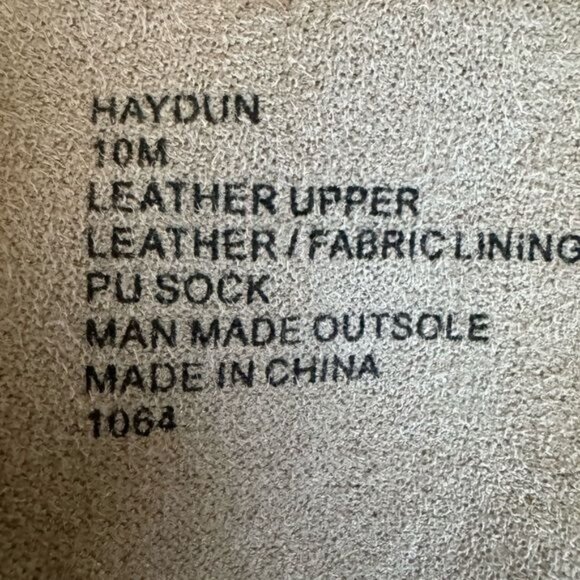 HAYDUN
10M
LEATHER UPPER
LEATHER / FABRIC LINING
PU SOCK
MAN MADE OUTSOLE
MADE IN CHINA
1064